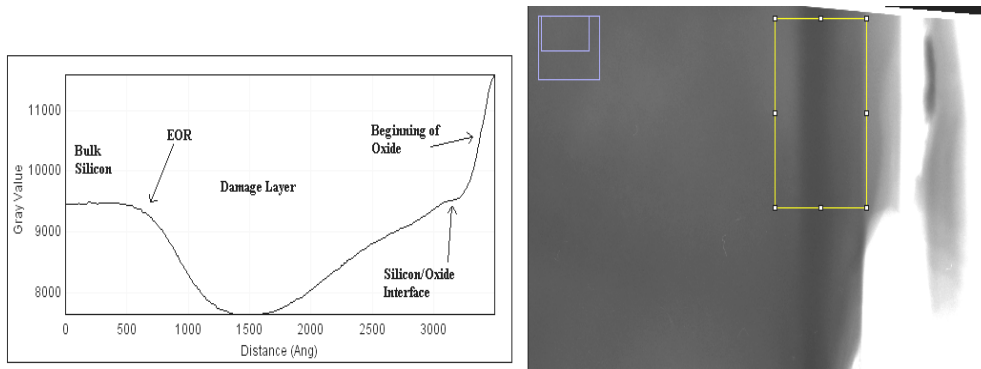 11000
10000
9000
8000
Gray Value
Bulk
Silicon
EOR
Damage Layer
Beginning of
Oxide
Silicon/Oxide
Interface
0 500 1000 1500 2000 2500 3000
Distance (Ang)